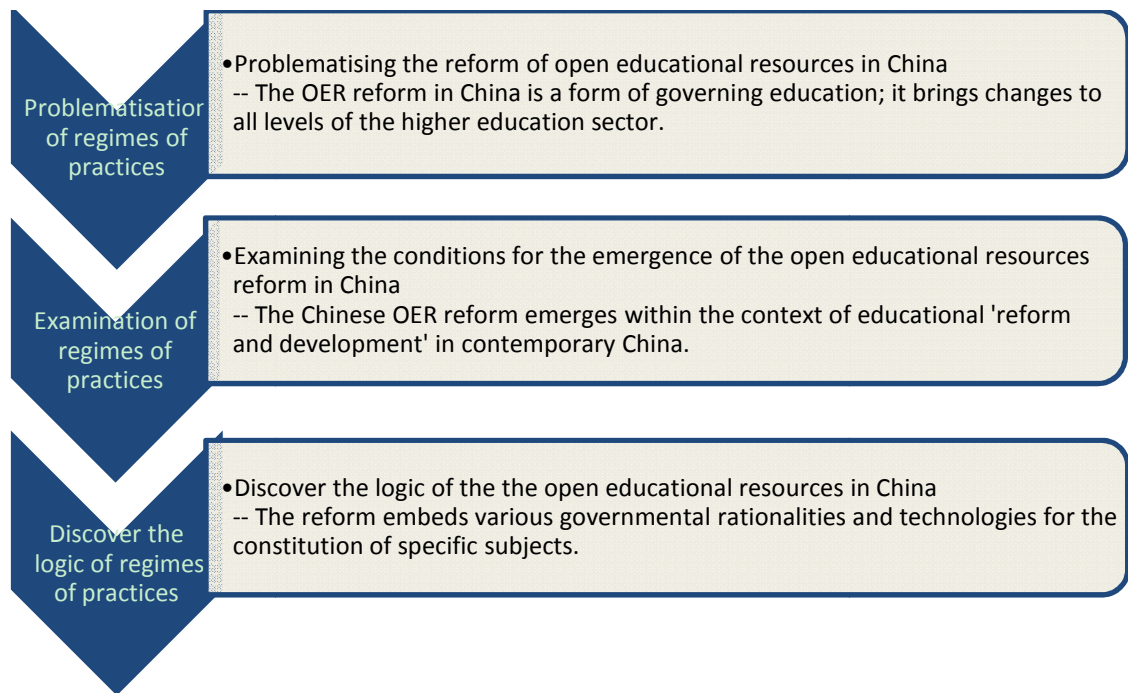 Problematisation
of regimes of
practices
•Problematising the reform of open educational resources in China
-- The OER reform in China is a form of governing education; it brings changes to
all levels of the higher education sector.
Examination of
regimes of
practices
•Examining the conditions for the emergence of the open educational resources
reform in China
-- The Chinese OER reform emerges within the context of educational 'reform
and development' in contemporary China.
Discover the
logic of regimes
of practices
•Discover the logic of the the open educational resources in China
-- The reform embeds various governmental rationalities and technologies for the
constitution of specific subjects.